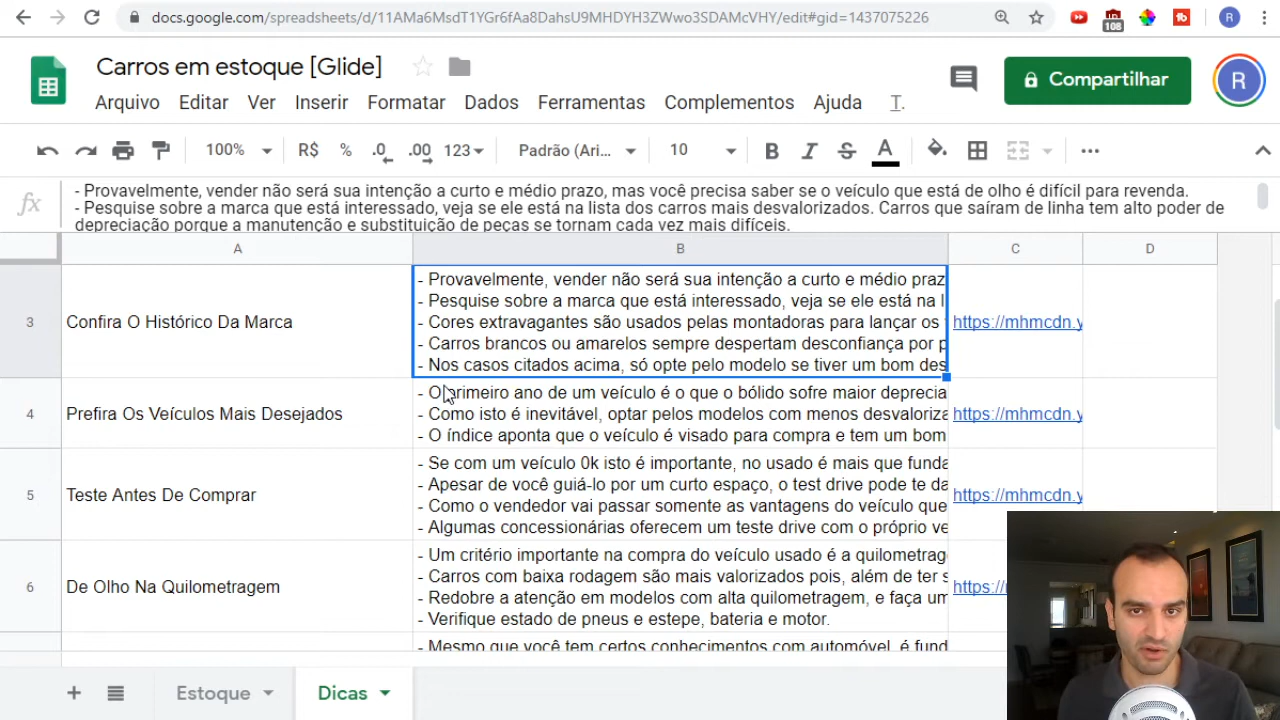 docs.google.com/spreadsheets/d/11AMa6MsdT1YGr6fAa8DahsU9MHDYH3ZWwo3SDAMcVHY/edit#gid=1437075226
108
R
Carros em estoque [Glide]
Compartilhar
R
Arquivo Editar Ver Inserir Formatar Dados Ferramentas Complementos Ajuda T.
100% R$ % .0 .00 123 Padrão (Ari... 10 B I S A
fx
- Provavelmente, vender não será sua intenção a curto e médio prazo, mas você precisa saber se o veículo que está de olho é difícil para revenda.
- Pesquise sobre a marca que está interessado, veja se ele está na lista dos carros mais desvalorizados. Carros que saíram de linha tem alto poder de
depreciação porque a manutenção e substituição de peças se tornam cada vez mais difíceis.
A B C D
3
Confira O Histórico Da Marca
- Provavelmente, vender não será sua intenção a curto e médio praz
- Pesquise sobre a marca que está interessado, veja se ele está na l
- Cores extravagantes são usados pelas montadoras para lançar os
- Carros brancos ou amarelos sempre despertam desconfiança por p
- Nos casos citados acima, só opte pelo modelo se tiver um bom des
https://mhmcdn.y
4
Prefira Os Veículos Mais Desejados
- O primeiro ano de um veículo é o que o bólido sofre maior deprecia
- Como isto é inevitável, optar pelos modelos com menos desvaloriza
- O índice aponta que o veículo é visado para compra e tem um bom
https://mhmcdn.y
5
Teste Antes De Comprar
- Se com um veículo 0k isto é importante, no usado é mais que funda
- Apesar de você guiá-lo por um curto espaço, o test drive pode te da
- Como o vendedor vai passar somente as vantagens do veículo que
- Algumas concessionárias oferecem um teste drive com o próprio ve
https://mhmcdn.y
6
De Olho Na Quilometragem
- Um critério importante na compra do veículo usado é a quilometrag
- Carros com baixa rodagem são mais valorizados pois, além de ter s
- Redobre a atenção em modelos com alta quilometragem, e faça um
- Verifique estado de pneus e estepe, bateria e motor.
https://
- Mesmo que você tem certos conhecimentos com automóvel, é fund
Estoque Dicas